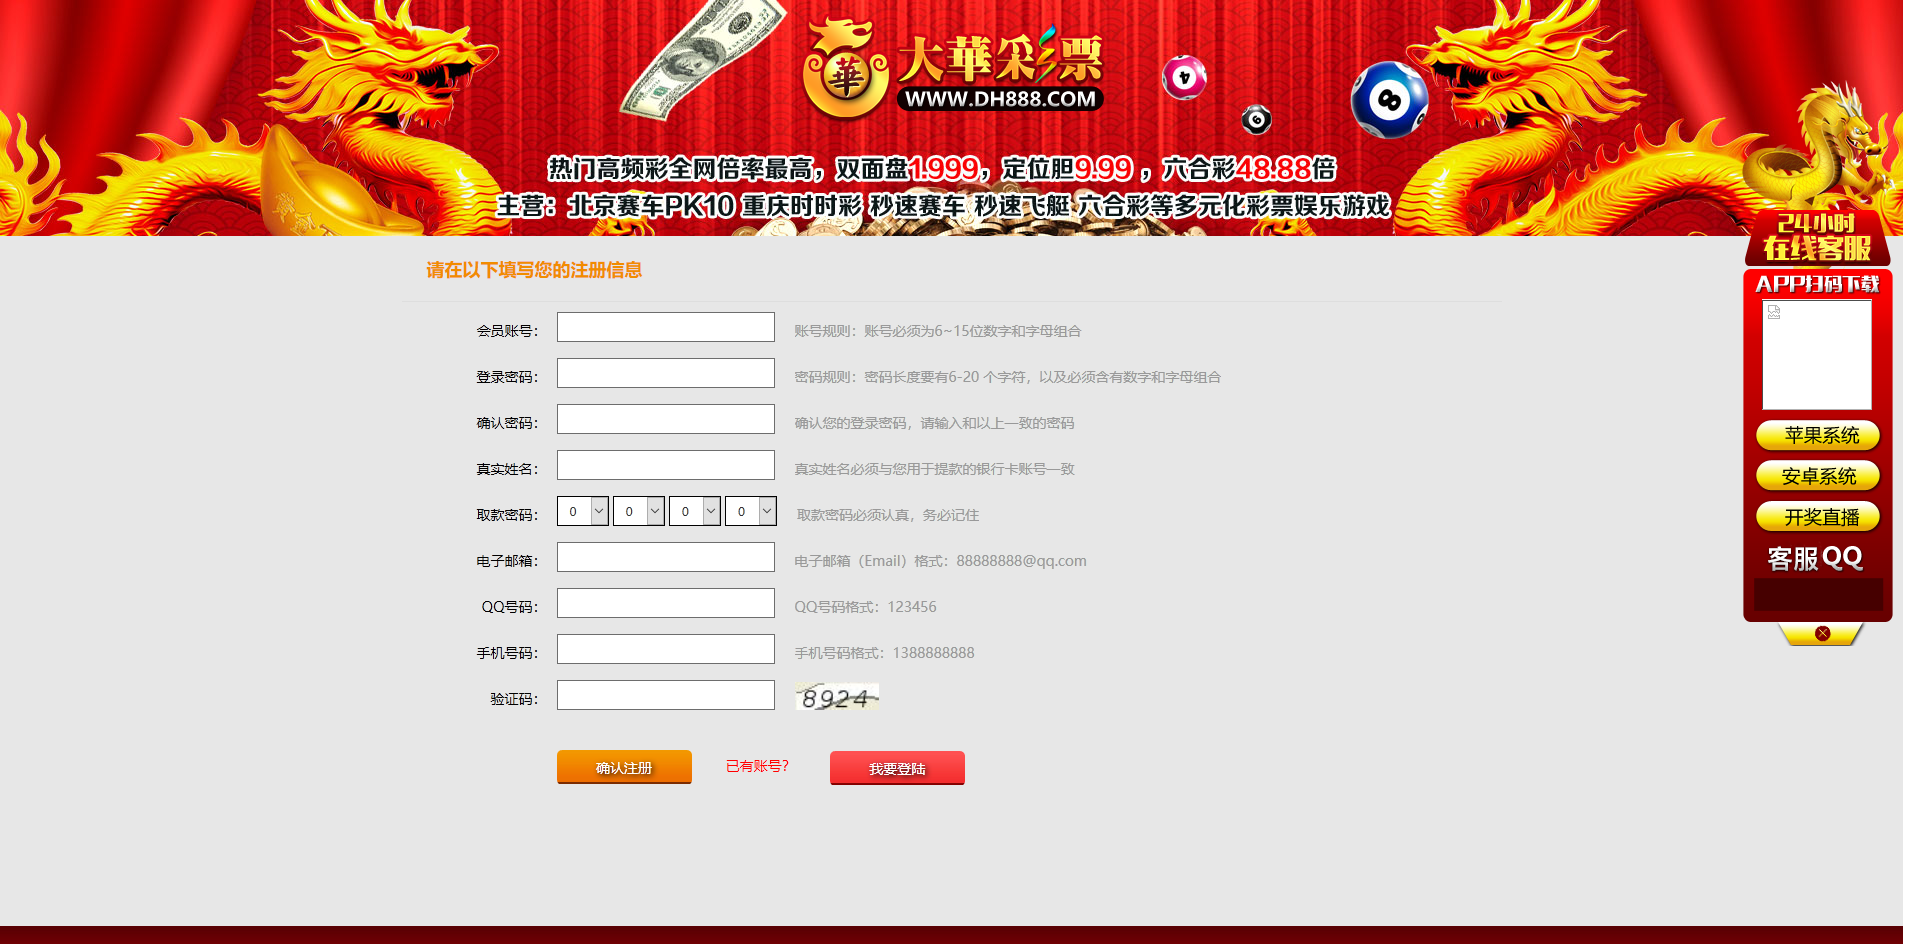 華
大華彩票
WWW.DH888.COM
4
6
8
热门高频彩全网倍率最高，双面盘1.999，定位胆9.99，六合彩48.88倍
主营：北京赛车PK10 重庆时时彩 秒速赛车 秒速飞艇 六合彩等多元化彩票娱乐游戏
24小时
在线客服
APP扫码下载
苹果系统
安卓系统
开奖直播
客服QQ
请在以下填写您的注册信息
会员账号： 账号规则：账号必须为6~15位数字和字母组合
登录密码： 密码规则：密码长度要有6-20 个字符，以及必须含有数字和字母组合
确认密码： 确认您的登录密码，请输入和以上一致的密码
真实姓名： 真实姓名必须与您用于提款的银行卡账号一致
取款密码： 0 0 0 0 取款密码必须认真，务必记住
电子邮箱： 电子邮箱（Email）格式：88888888@qq.com
QQ号码： QQ号码格式：123456
手机号码： 手机号码格式：1388888888
验证码： 8924
确认注册 已有账号？ 我要登陆